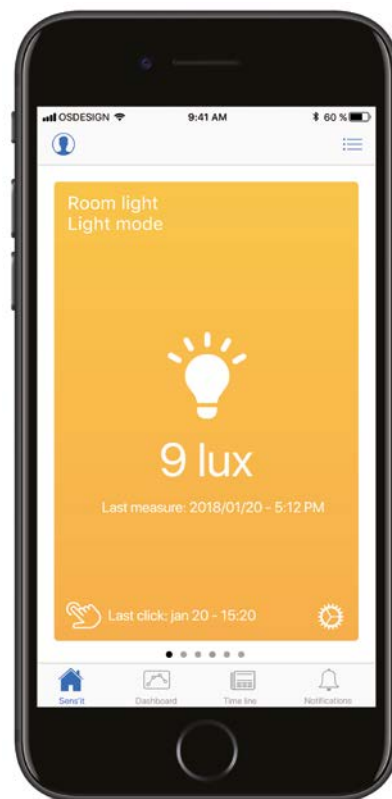 OSDESIGN 9:41 AM 60 %
Room light
Light mode
9 lux
Last measure: 2018/01/20 - 5:12 PM
Last click: jan 20 - 15:20
Sens'it Dashboard Time line Notifications